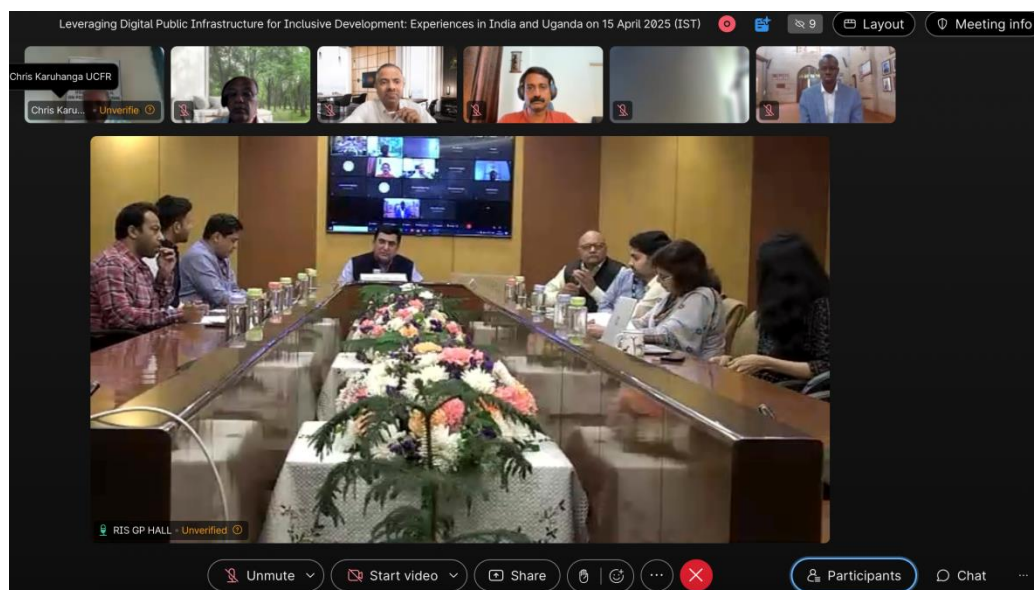 Leveraging Digital Public Infrastructure for Inclusive Development: Experiences in India and Uganda on 15 April 2025 (IST)
9
Layout
Meeting info
Chris Karuhanga UCFR
Chris Karu... • Unverifie
RIS GP HALL • Unverified
Unmute
Start video
Share
Participants
Chat